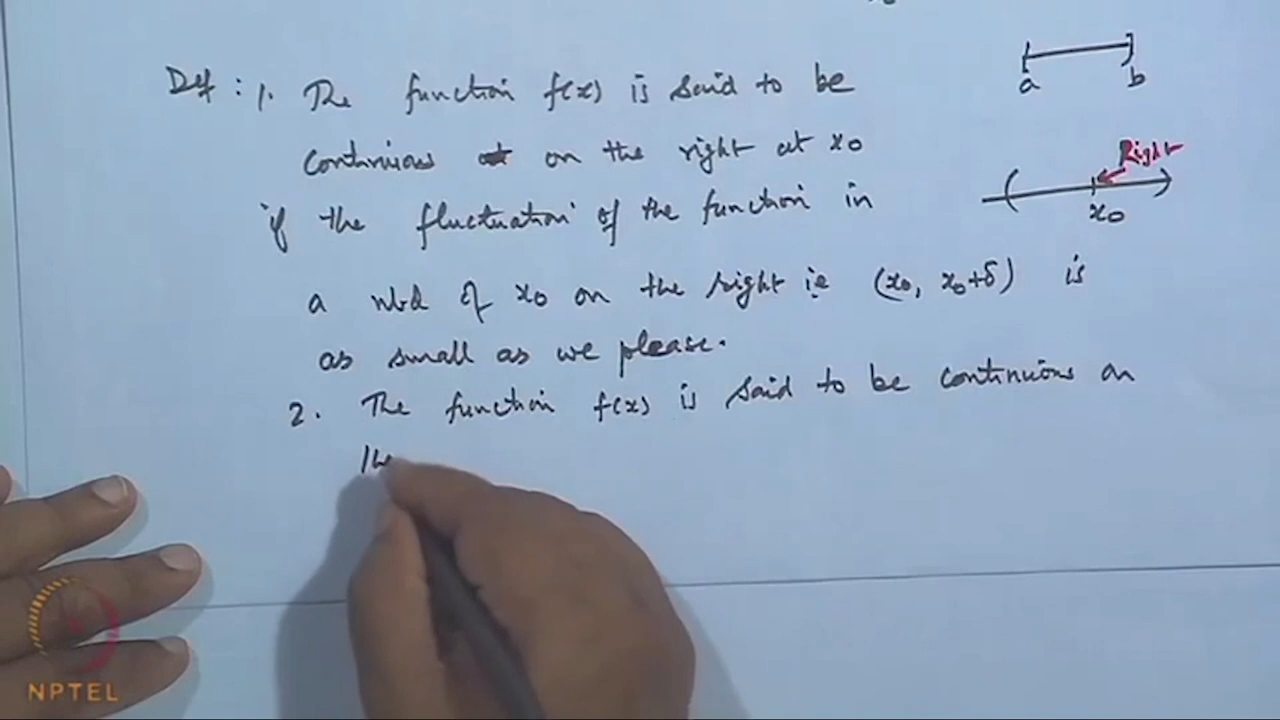 Def: 1. The function f(x) is said to be
continuous on the right at x0
if the fluctuation of the function in
a nbd of x0 on the right ie (x0, x0+δ) is
as small as we please.
2. The function f(x) is said to be continuous on
the
a b
Right
x0
NPTEL